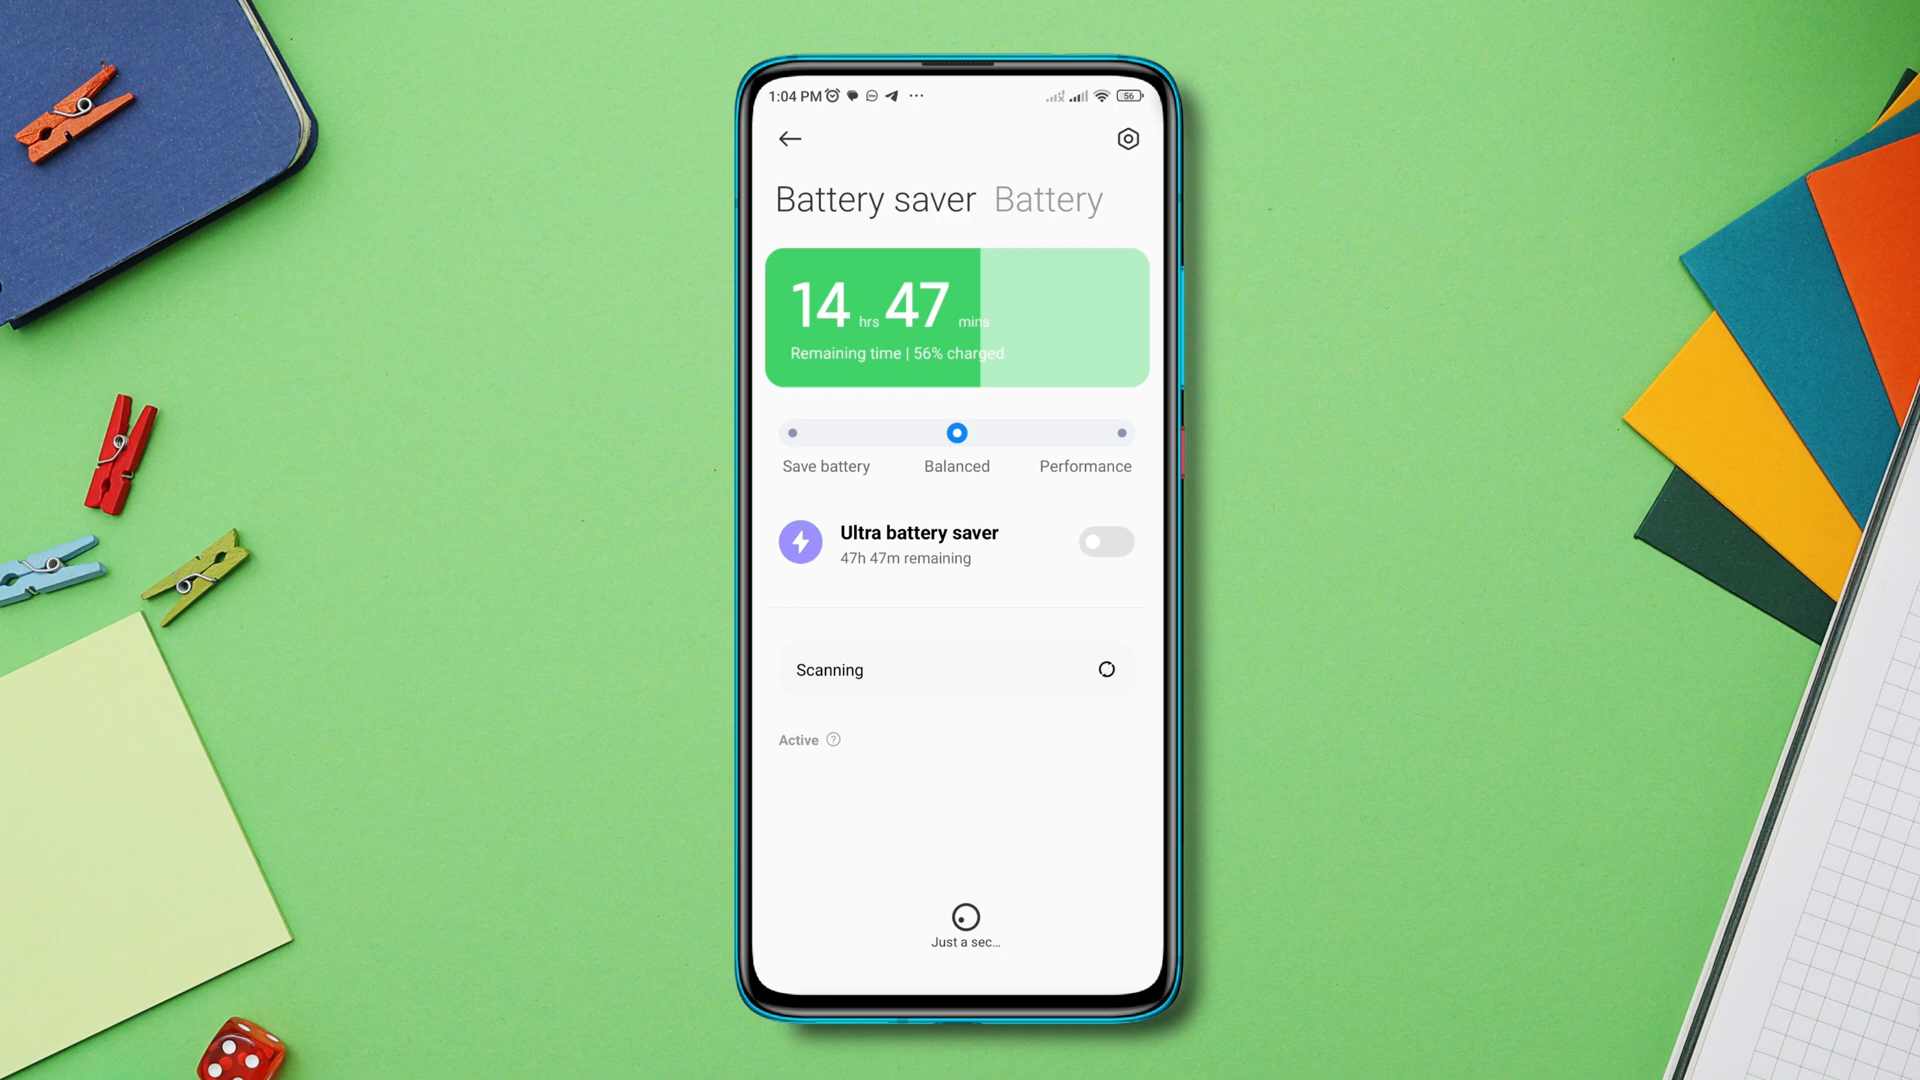 1:04 PM
56
Battery saver Battery
14 hrs 47 mins
Remaining time | 56% charged
Save battery Balanced Performance
Ultra battery saver
47h 47m remaining
Scanning
Active ?
Just a sec...